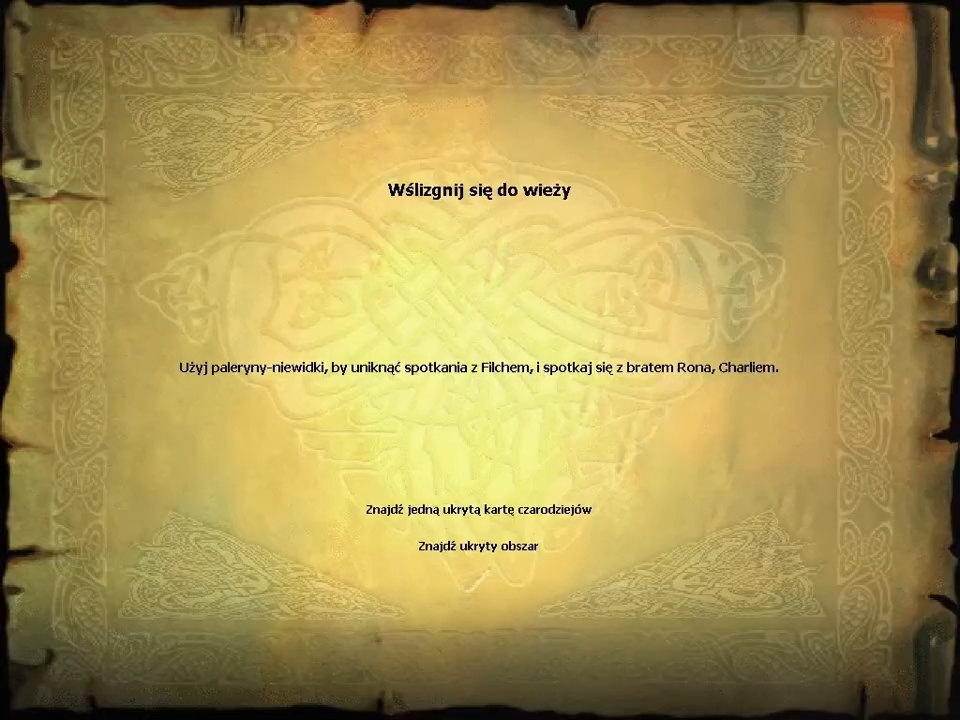 Wślizgnij się do wieży
Użyj paleryny-niewidki, by uniknąć spotkania z Filchem, i spotkaj się z bratem Rona, Charliem.
Znajdź jedną ukrytą kartę czarodziejów
Znajdź ukryty obszar